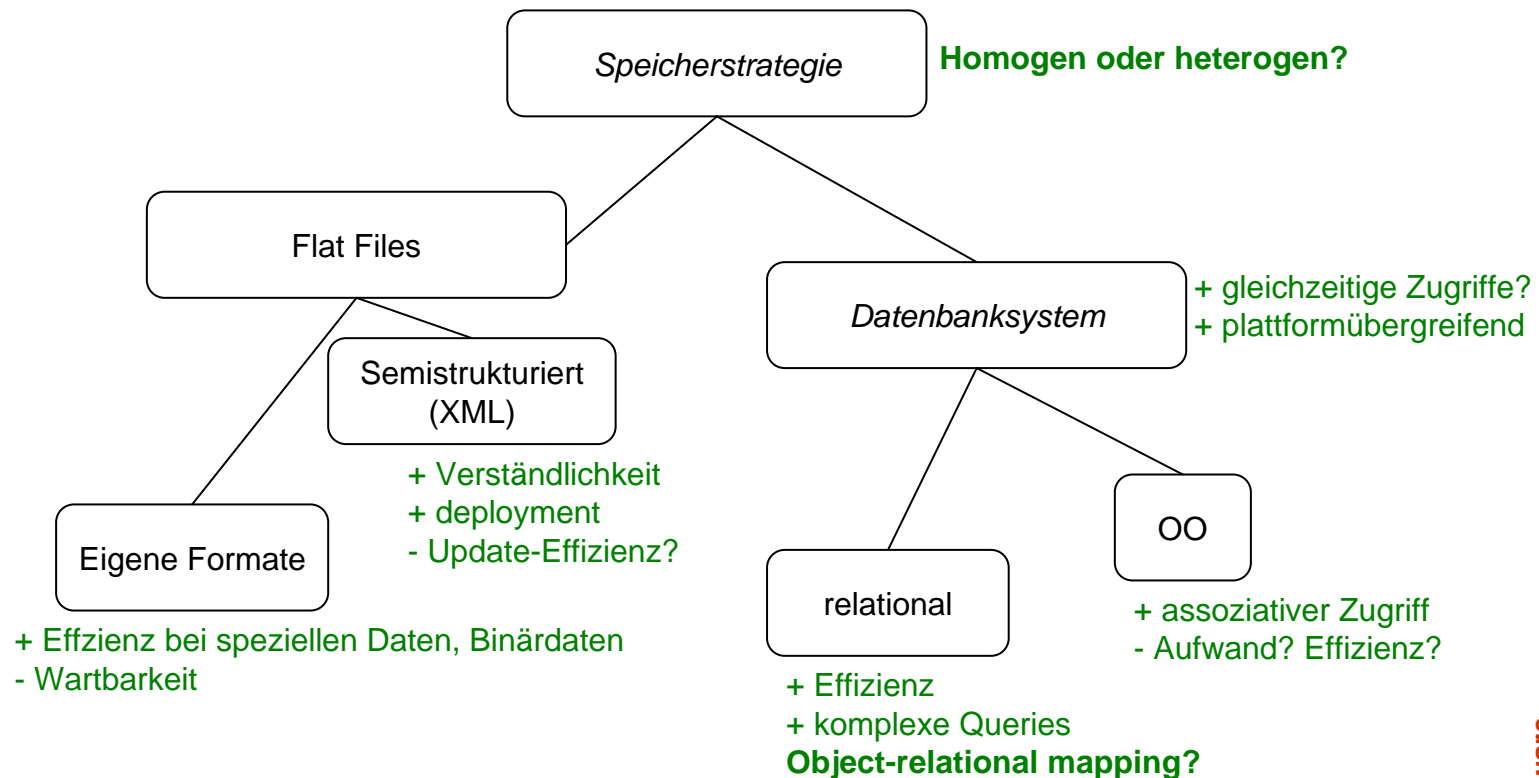 Speicherstrategie
Homogen oder heterogen?
Flat Files
Datenbanksystem
+ gleichzeitige Zugriffe?
+ plattformübergreifend
Semistrukturiert
(XML)
+ Verständlichkeit
+ deployment
- Update-Effizienz?
Eigene Formate
+ Effzienz bei speziellen Daten, Binärdaten
- Wartbarkeit
relational
+ Effizienz
+ komplexe Queries
Object-relational mapping?
OO
+ assoziativer Zugriff
- Aufwand? Effizienz?